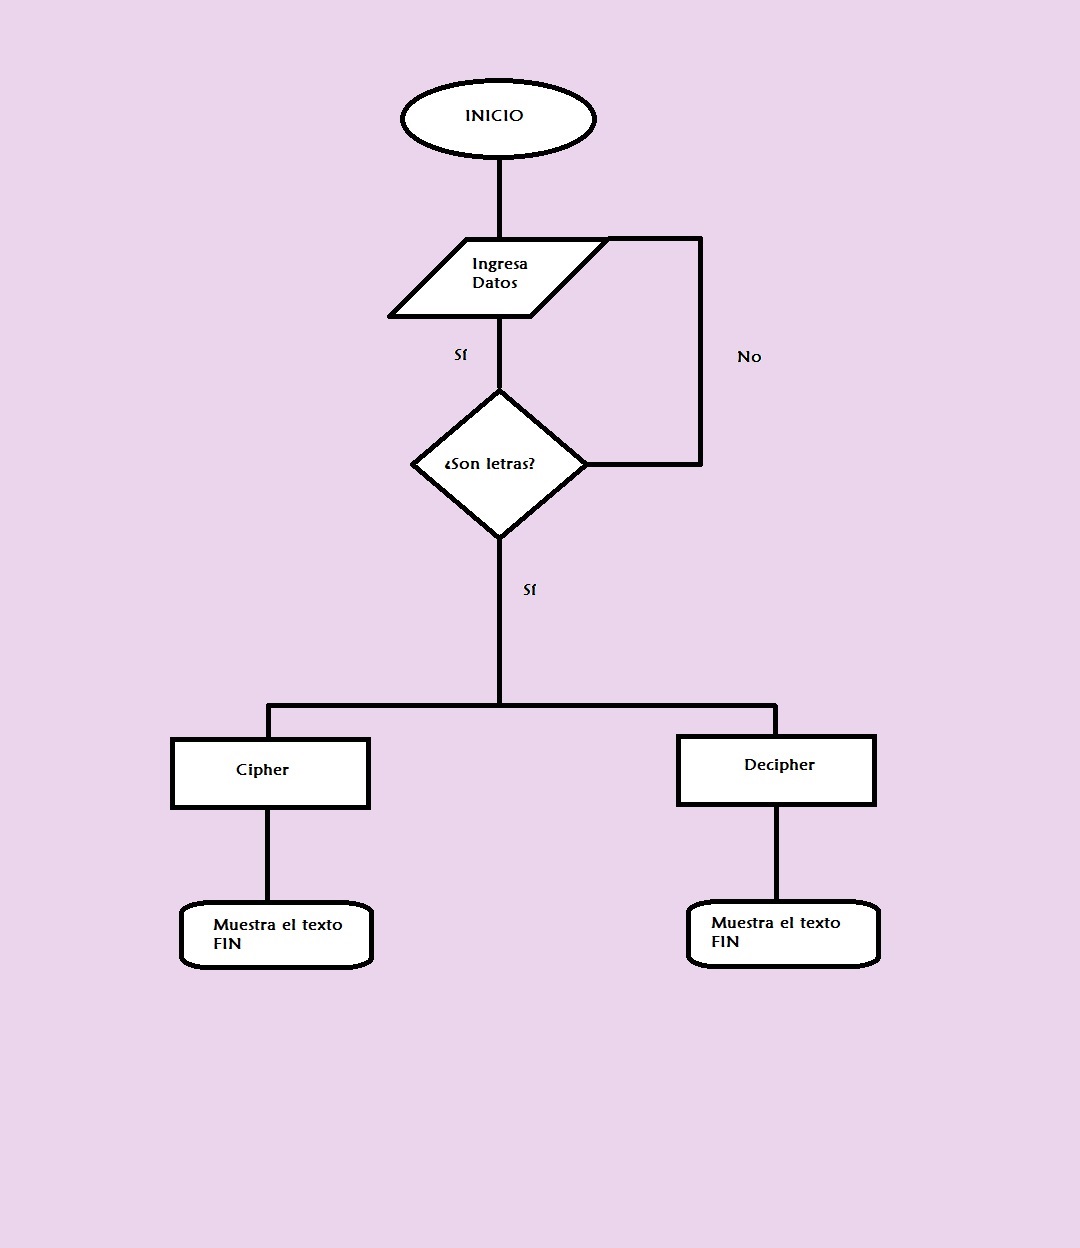 INICIO
Ingresa
Datos
Sí
No
¿Son letras?
Sí
Cipher
Decipher
Muestra el texto
FIN
Muestra el texto
FIN